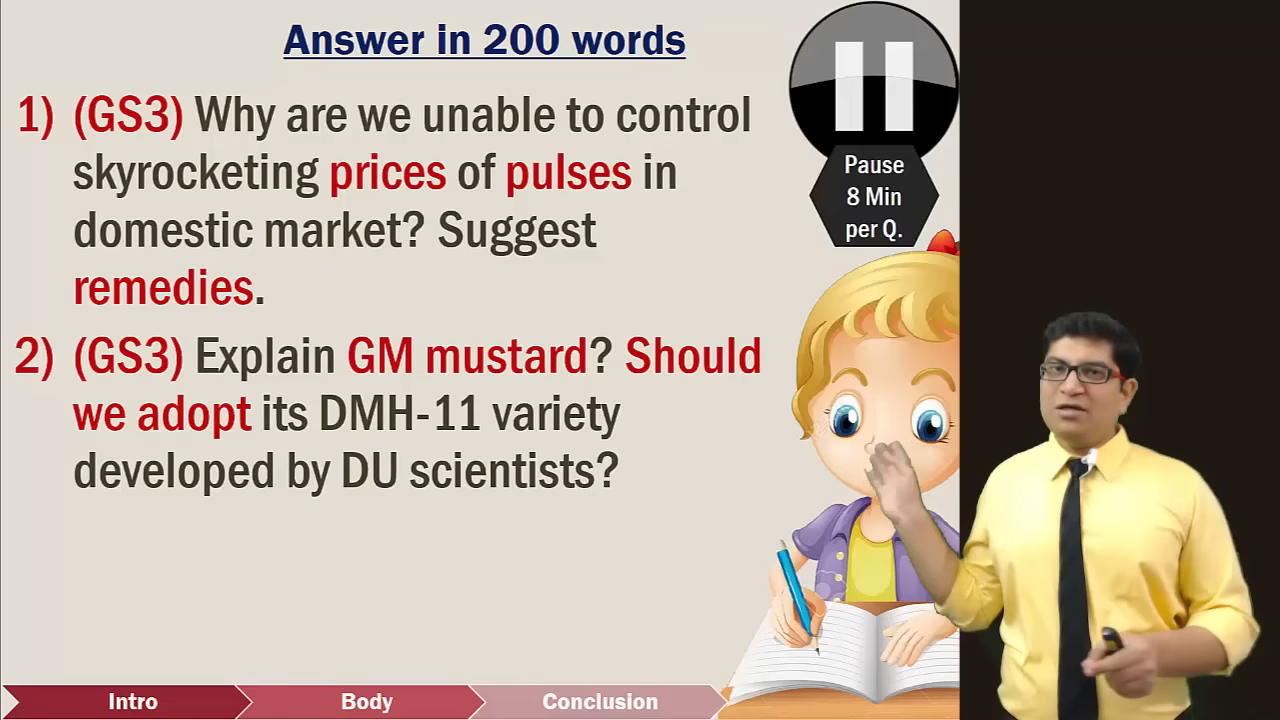 Answer in 200 words
1) (GS3) Why are we unable to control
skyrocketing prices of pulses in
domestic market? Suggest
remedies.
2) (GS3) Explain GM mustard? Should
we adopt its DMH-11 variety
developed by DU scientists?
Pause
8 Min
per Q.
Intro
Body
Conclusion